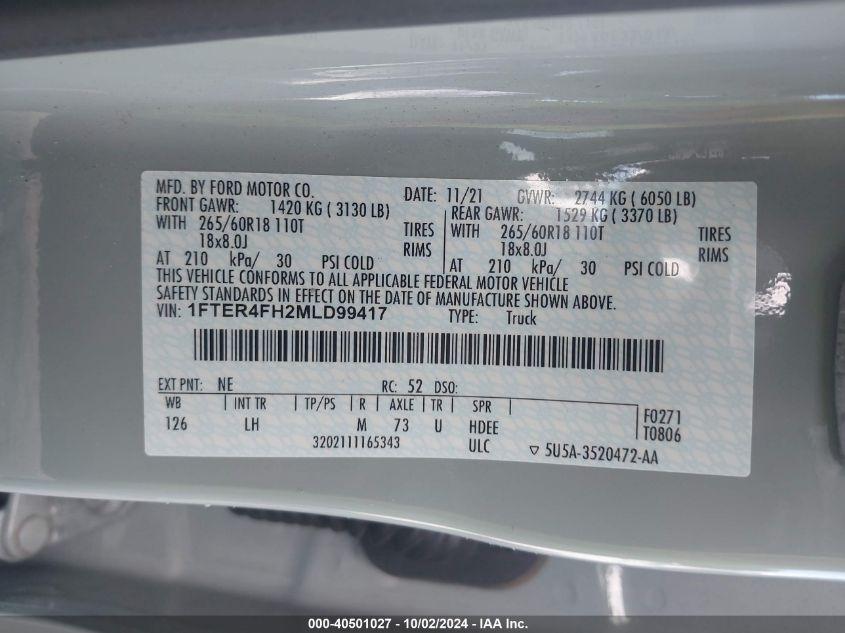 MFD. BY FORD MOTOR CO. DATE: 11/21 GVWR: 2744 KG ( 6050 LB)
FRONT GAWR: 1420 KG ( 3130 LB) REAR GAWR: 1529 KG ( 3370 LB)
WITH 265/60R18 110T TIRES WITH 265/60R18 110T TIRES
18x8.0J RIMS 18x8.0J RIMS
AT 210 kPa/ 30 PSI COLD AT 210 kPa/ 30 PSI COLD
THIS VEHICLE CONFORMS TO ALL APPLICABLE FEDERAL MOTOR VEHICLE
SAFETY STANDARDS IN EFFECT ON THE DATE OF MANUFACTURE SHOWN ABOVE.
VIN: 1FTER4FH2MLD99417 TYPE: Truck
EXT PNT: NE RC: 52 DSO:
WB INT TR TP/PS R AXLE TR SPR F0271
126 LH M 73 U HDEE T0806
3202111165343 ULC ▽ 5U5A-3520472-AA
000-40501027 - 10/02/2024 - IAA Inc.